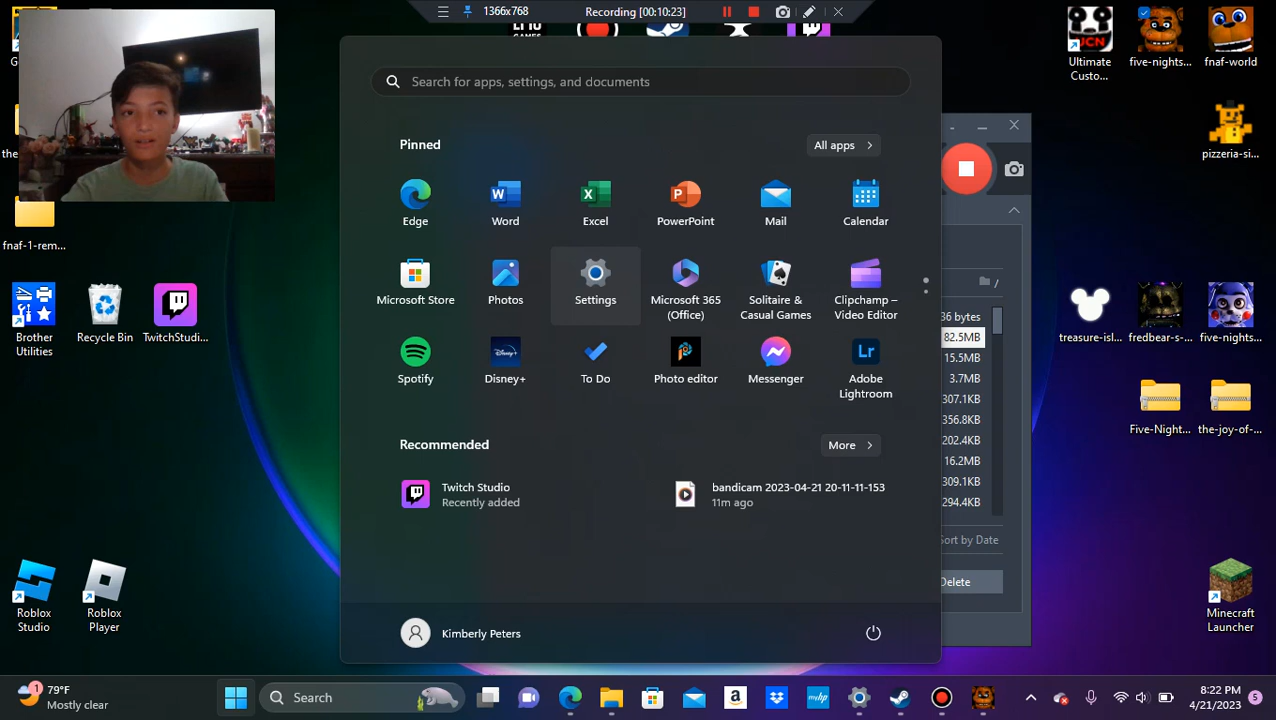 1366x768
Recording [00:10:23]
GAMES
Search for apps, settings, and documents
Pinned
All apps
Edge
Word
Excel
PowerPoint
Mail
Calendar
Microsoft Store
Photos
Settings
Microsoft 365
(Office)
Solitaire &
Casual Games
Clipchamp –
Video Editor
Spotify
Disney+
To Do
Photo editor
Messenger
Adobe
Lightroom
Recommended
More
Twitch Studio
Recently added
bandicam 2023-04-21 20-11-11-153
11m ago
Kimberly Peters
fnaf-1-rem...
Brother
Utilities
Recycle Bin
TwitchStudi...
Roblox
Studio
Roblox
Player
UCN
Ultimate
Custo...
five-nights...
fnaf-world
pizzeria-si...
treasure-isl...
fredbear-s-...
five-nights...
Five-Night...
the-joy-of-...
Minecraft
Launcher
/
36 bytes
82.5MB
15.5MB
3.7MB
307.1KB
356.8KB
202.4KB
16.2MB
309.1KB
294.4KB
Sort by Date
Delete
1
79°F
Mostly clear
Search
8:22 PM
4/21/2023
5